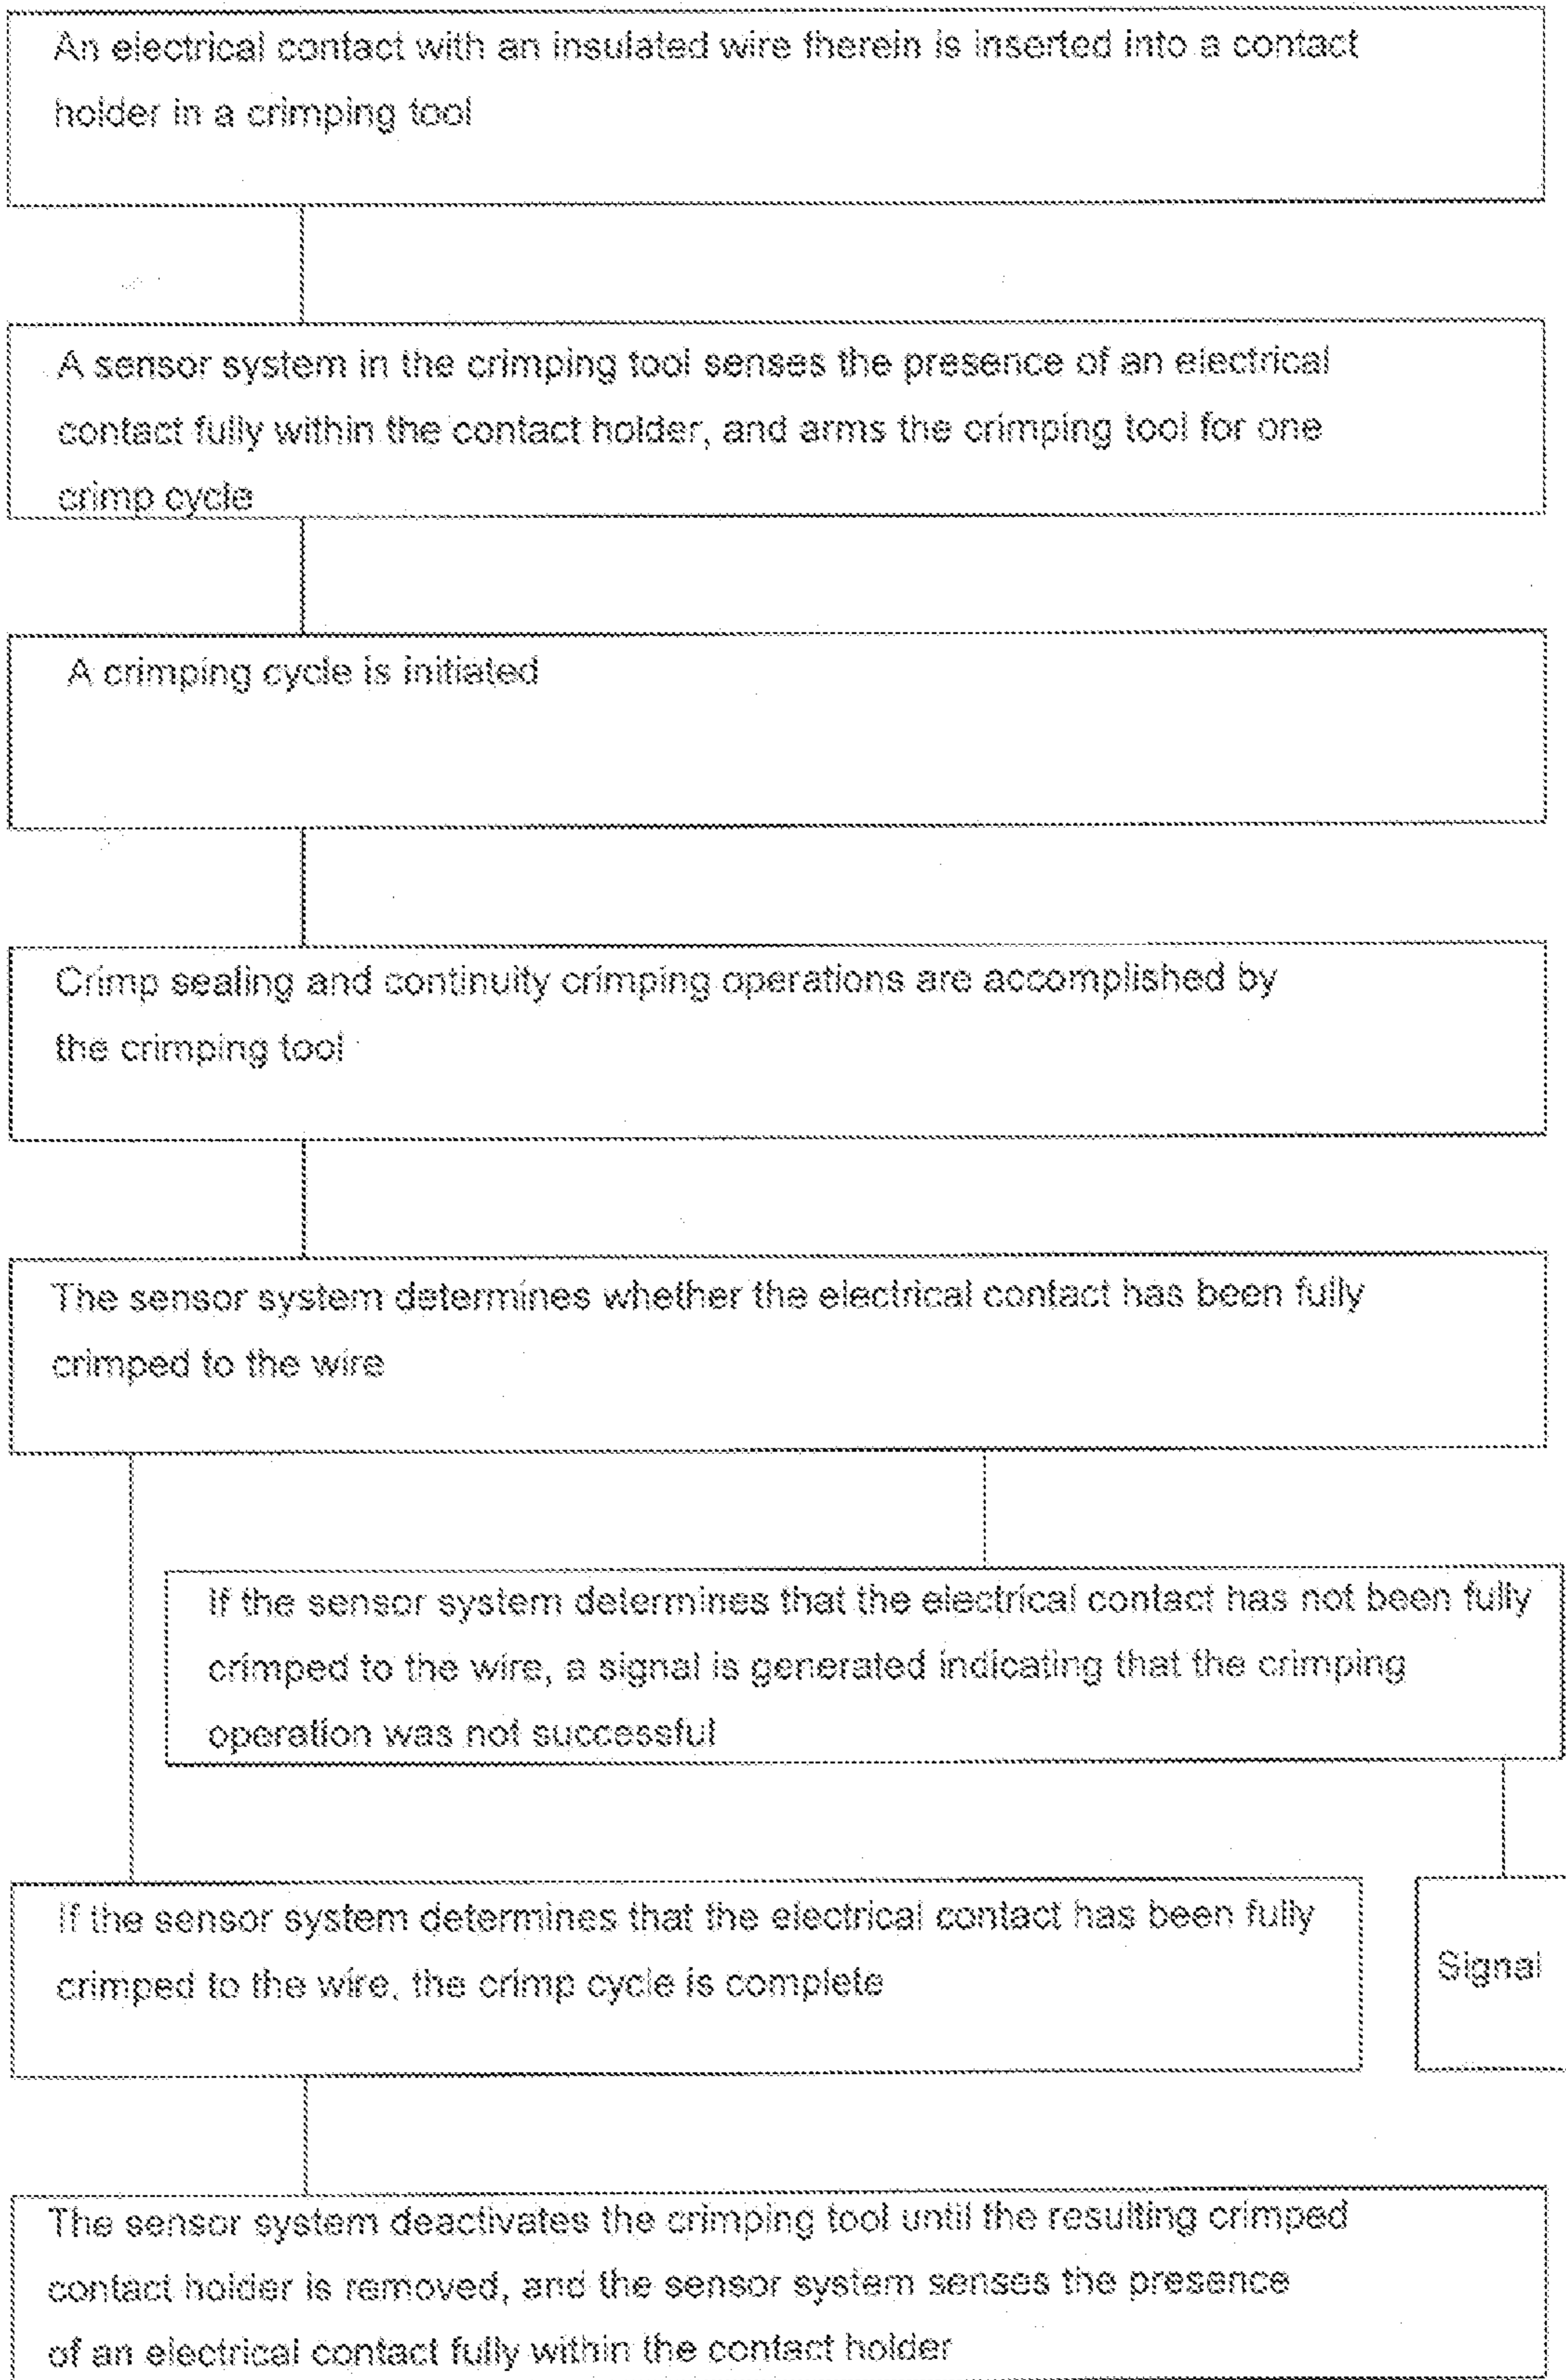 An electrical contact with an insulated wire therein is inserted into a contact
holder in a crimping tool
A sensor system in the crimping tool senses the presence of an electrical
contact fully within the contact holder, and arms the crimping tool for one
crimp cycle
A crimping cycle is initiated
Crimp sealing and continuity crimping operations are accomplished by
the crimping tool
The sensor system determines whether the electrical contact has been fully
crimped to the wire
If the sensor system determines that the electrical contact has not been fully
crimped to the wire, a signal is generated indicating that the crimping
operation was not successful
If the sensor system determines that the electrical contact has been fully
crimped to the wire, the crimp cycle is complete
Signal
The sensor system deactivates the crimping tool until the resulting crimped
contact holder is removed, and the sensor system senses the presence
of an electrical contact fully within the contact holder